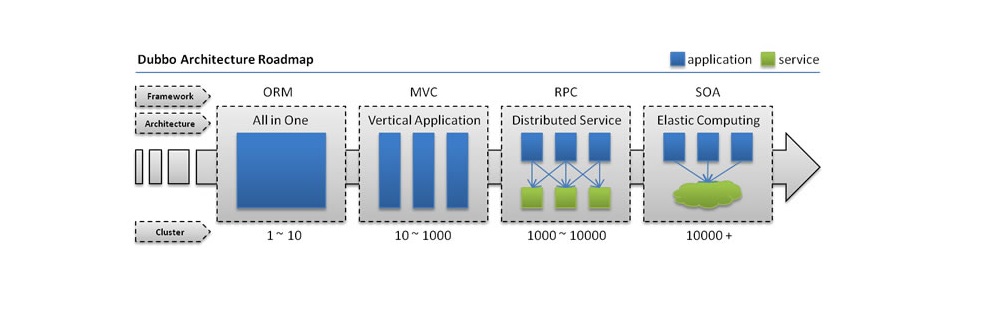 Dubbo Architecture Roadmap
application
service
Framework
ORM
MVC
RPC
SOA
Architecture
All in One
Vertical Application
Distributed Service
Elastic Computing
Cluster
1 ~ 10
10 ~ 1000
1000 ~ 10000
10000 +